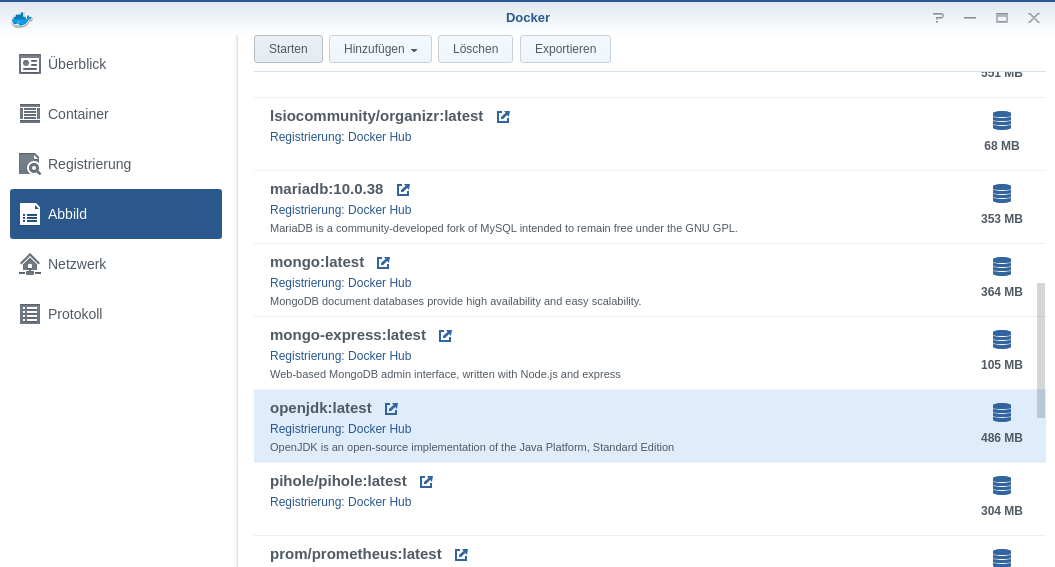 Docker
Starten
Hinzufügen
Löschen
Exportieren
Überblick
Container
Registrierung
Abbild
Netzwerk
Protokoll
551 MB
lsiocommunity/organizr:latest
Registrierung: Docker Hub
68 MB
mariadb:10.0.38
Registrierung: Docker Hub
MariaDB is a community-developed fork of MySQL intended to remain free under the GNU GPL.
353 MB
mongo:latest
Registrierung: Docker Hub
MongoDB document databases provide high availability and easy scalability.
364 MB
mongo-express:latest
Registrierung: Docker Hub
Web-based MongoDB admin interface, written with Node.js and express
105 MB
openjdk:latest
Registrierung: Docker Hub
OpenJDK is an open-source implementation of the Java Platform, Standard Edition
486 MB
pihole/pihole:latest
Registrierung: Docker Hub
304 MB
prom/prometheus:latest